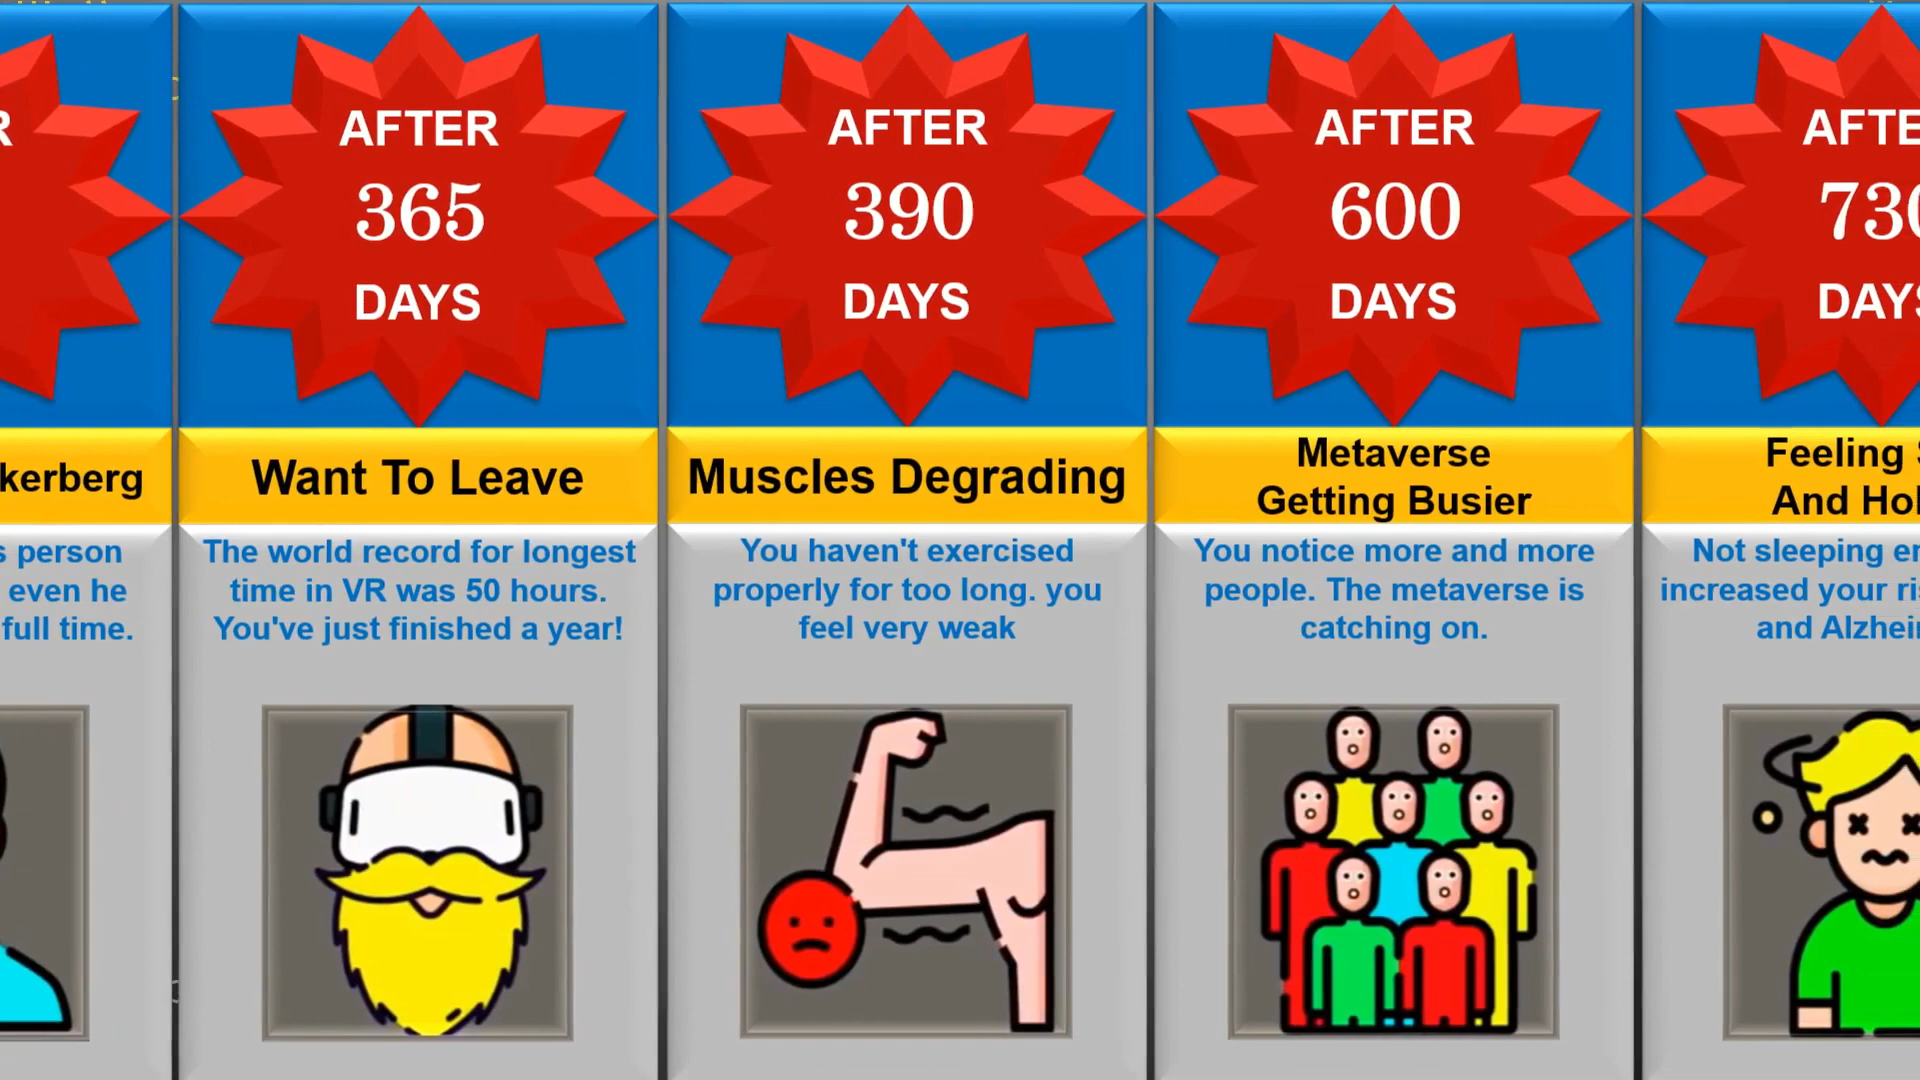 kerberg
person
even he
full time.
AFTER
365
DAYS
Want To Leave
The world record for longest
time in VR was 50 hours.
You've just finished a year!
AFTER
390
DAYS
Muscles Degrading
You haven't exercised
properly for too long. you
feel very weak
AFTER
600
DAYS
Metaverse
Getting Busier
You notice more and more
people. The metaverse is
catching on.
AFTE
730
DAYS
Feeling
And
Not sleeping
increased your
and